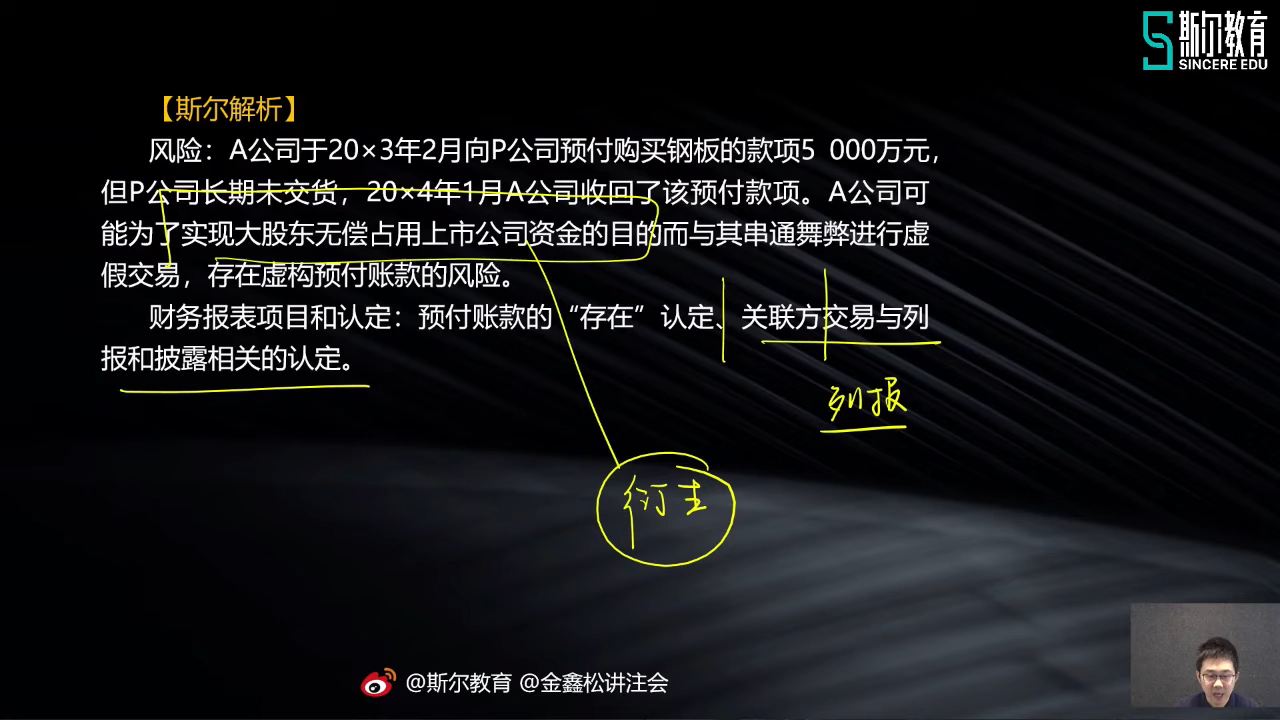 斯尔教育
SINCERE EDU
【斯尔解析】
风险：A公司于20×3年2月向P公司预付购买钢板的款项5 000万元，
但P公司长期未交货，20×4年1月A公司收回了该预付款项。A公司可
能为了实现大股东无偿占用上市公司资金的目的而与其串通舞弊进行虚
假交易，存在虚构预付账款的风险。
财务报表项目和认定：预付账款的“存在”认定、关联方交易与列
报和披露相关的认定。
列报
衍生
@斯尔教育 @金鑫松讲注会